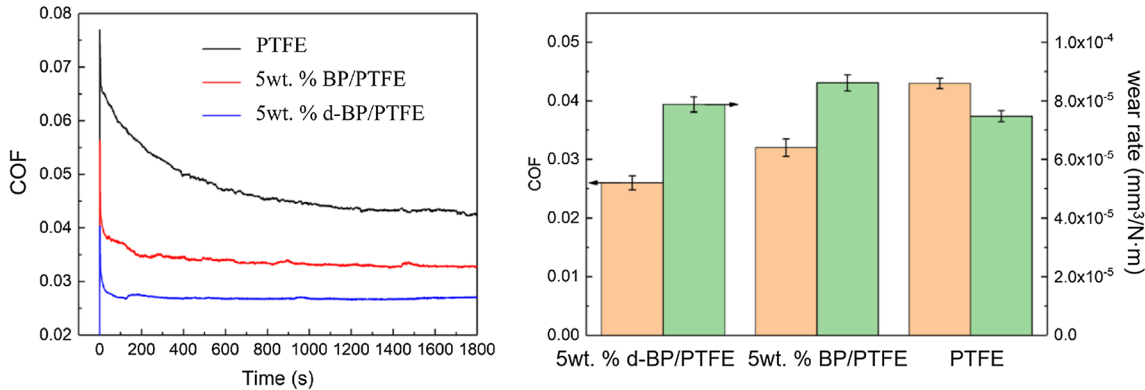 0.08
0.07
0.06
0.05
0.04
0.03
0.02
COF
PTFE
5wt. % BP/PTFE
5wt. % d-BP/PTFE
0 200 400 600 800 1000 1200 1400 1600 1800
Time (s)
0.05
0.04
0.03
0.02
0.01
0.00
COF
1.0x10⁻⁴
8.0x10⁻⁵
6.0x10⁻⁵
4.0x10⁻⁵
2.0x10⁻⁵
0.0
wear rate (mm³/N·m)
5wt. % d-BP/PTFE 5wt. % BP/PTFE PTFE